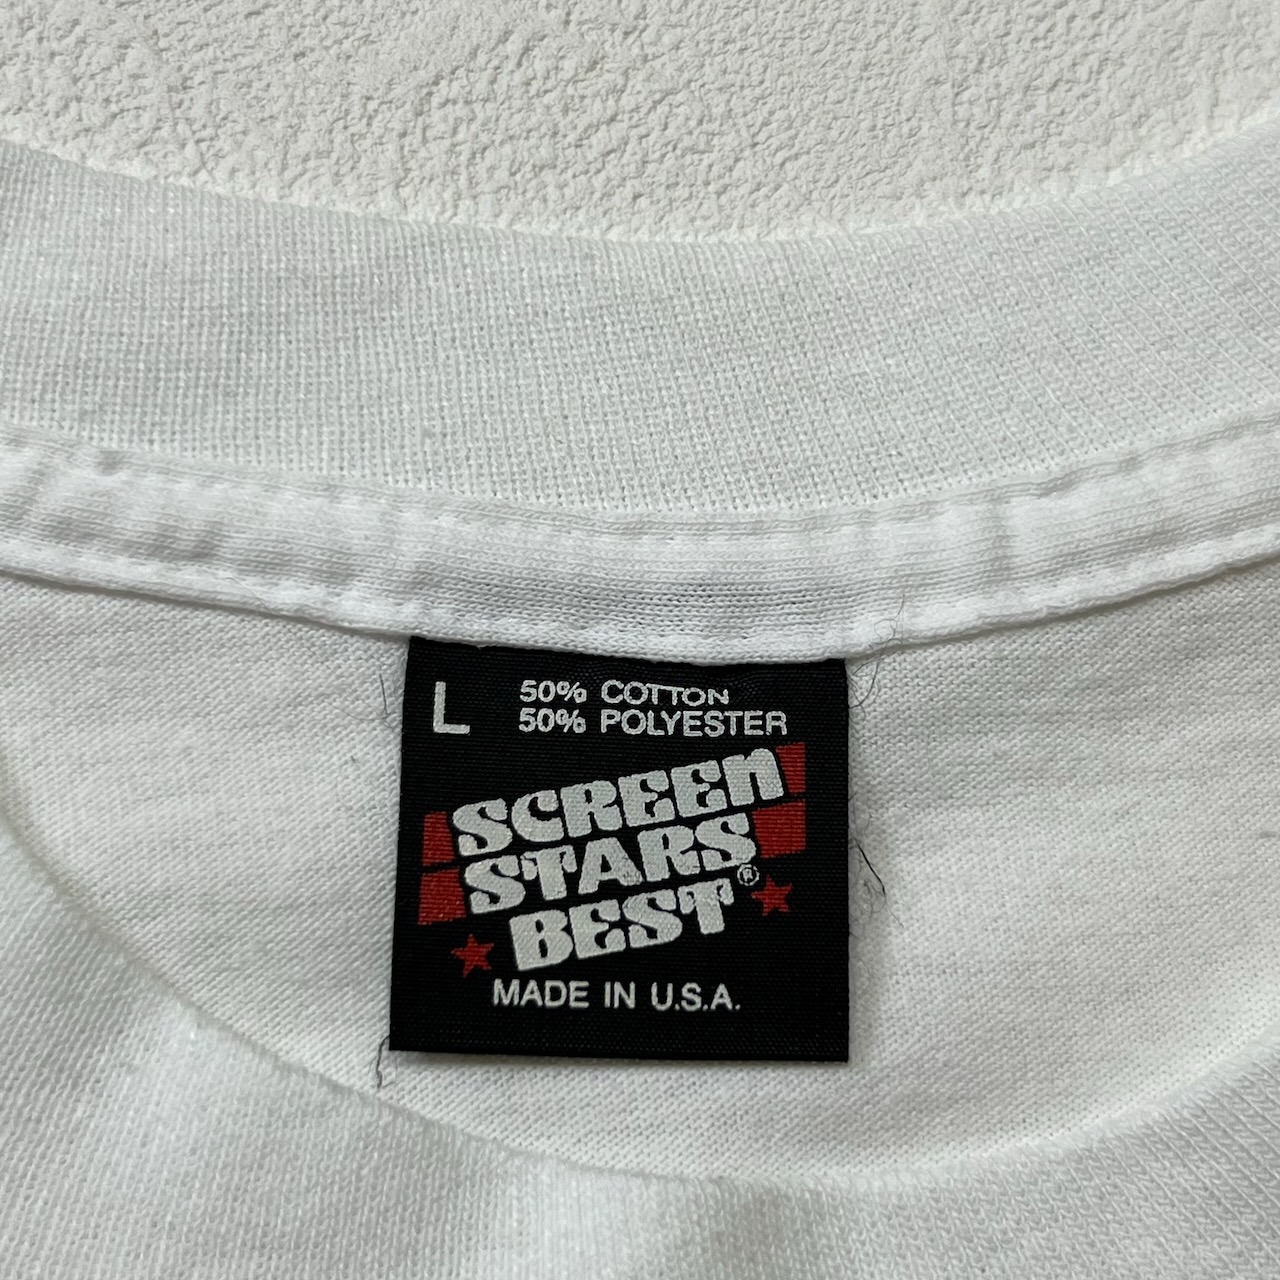 L
50% COTTON
50% POLYESTER
SCREEN
STARS
BEST®
MADE IN U.S.A.